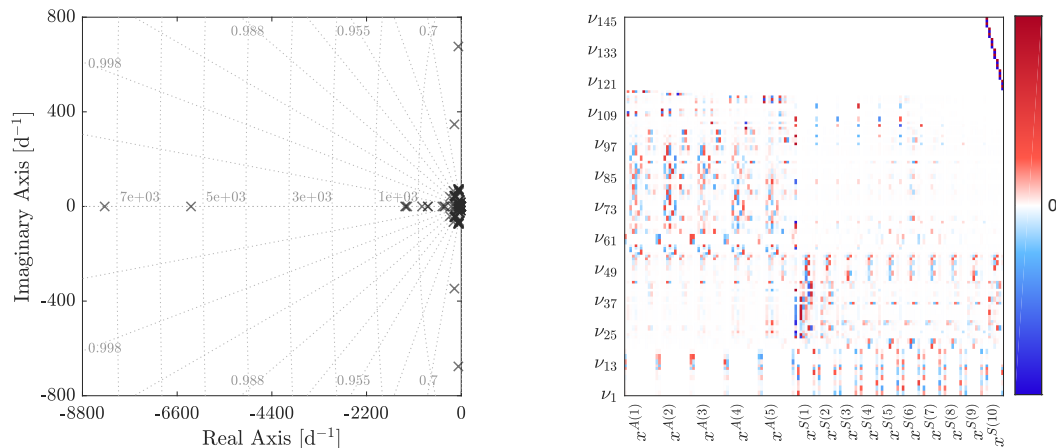 800
400
0
-400
-800
-8800
-6600
-4400
-2200
0
Imaginary Axis [d⁻¹]
Real Axis [d⁻¹]
0.988
0.955
0.7
0.998
7e+03
5e+03
3e+03
1e+03
0.998
0.988
0.955
0.7
ν₁₄₅
ν₁₃₃
ν₁₂₁
ν₁₀₉
ν₉₇
ν₈₅
ν₇₃
ν₆₁
ν₄₉
ν₃₇
ν₂₅
ν₁₃
ν₁
x^A(1)
x^A(2)
x^A(3)
x^A(4)
x^A(5)
x^S(1)
x^S(2)
x^S(3)
x^S(4)
x^S(5)
x^S(6)
x^S(7)
x^S(8)
x^S(9)
x^S(10)
0